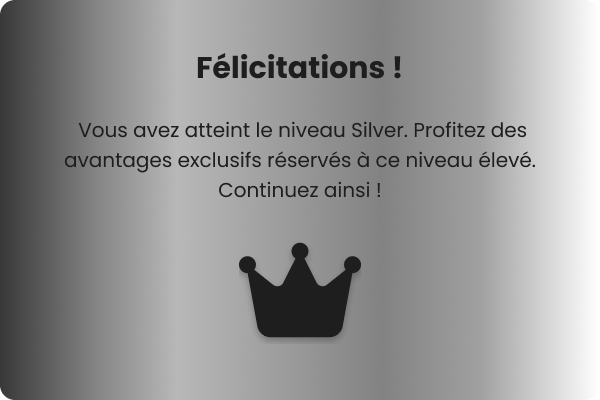 Félicitations !
Vous avez atteint le niveau Silver. Profitez des
avantages exclusifs réservés à ce niveau élevé.
Continuez ainsi !